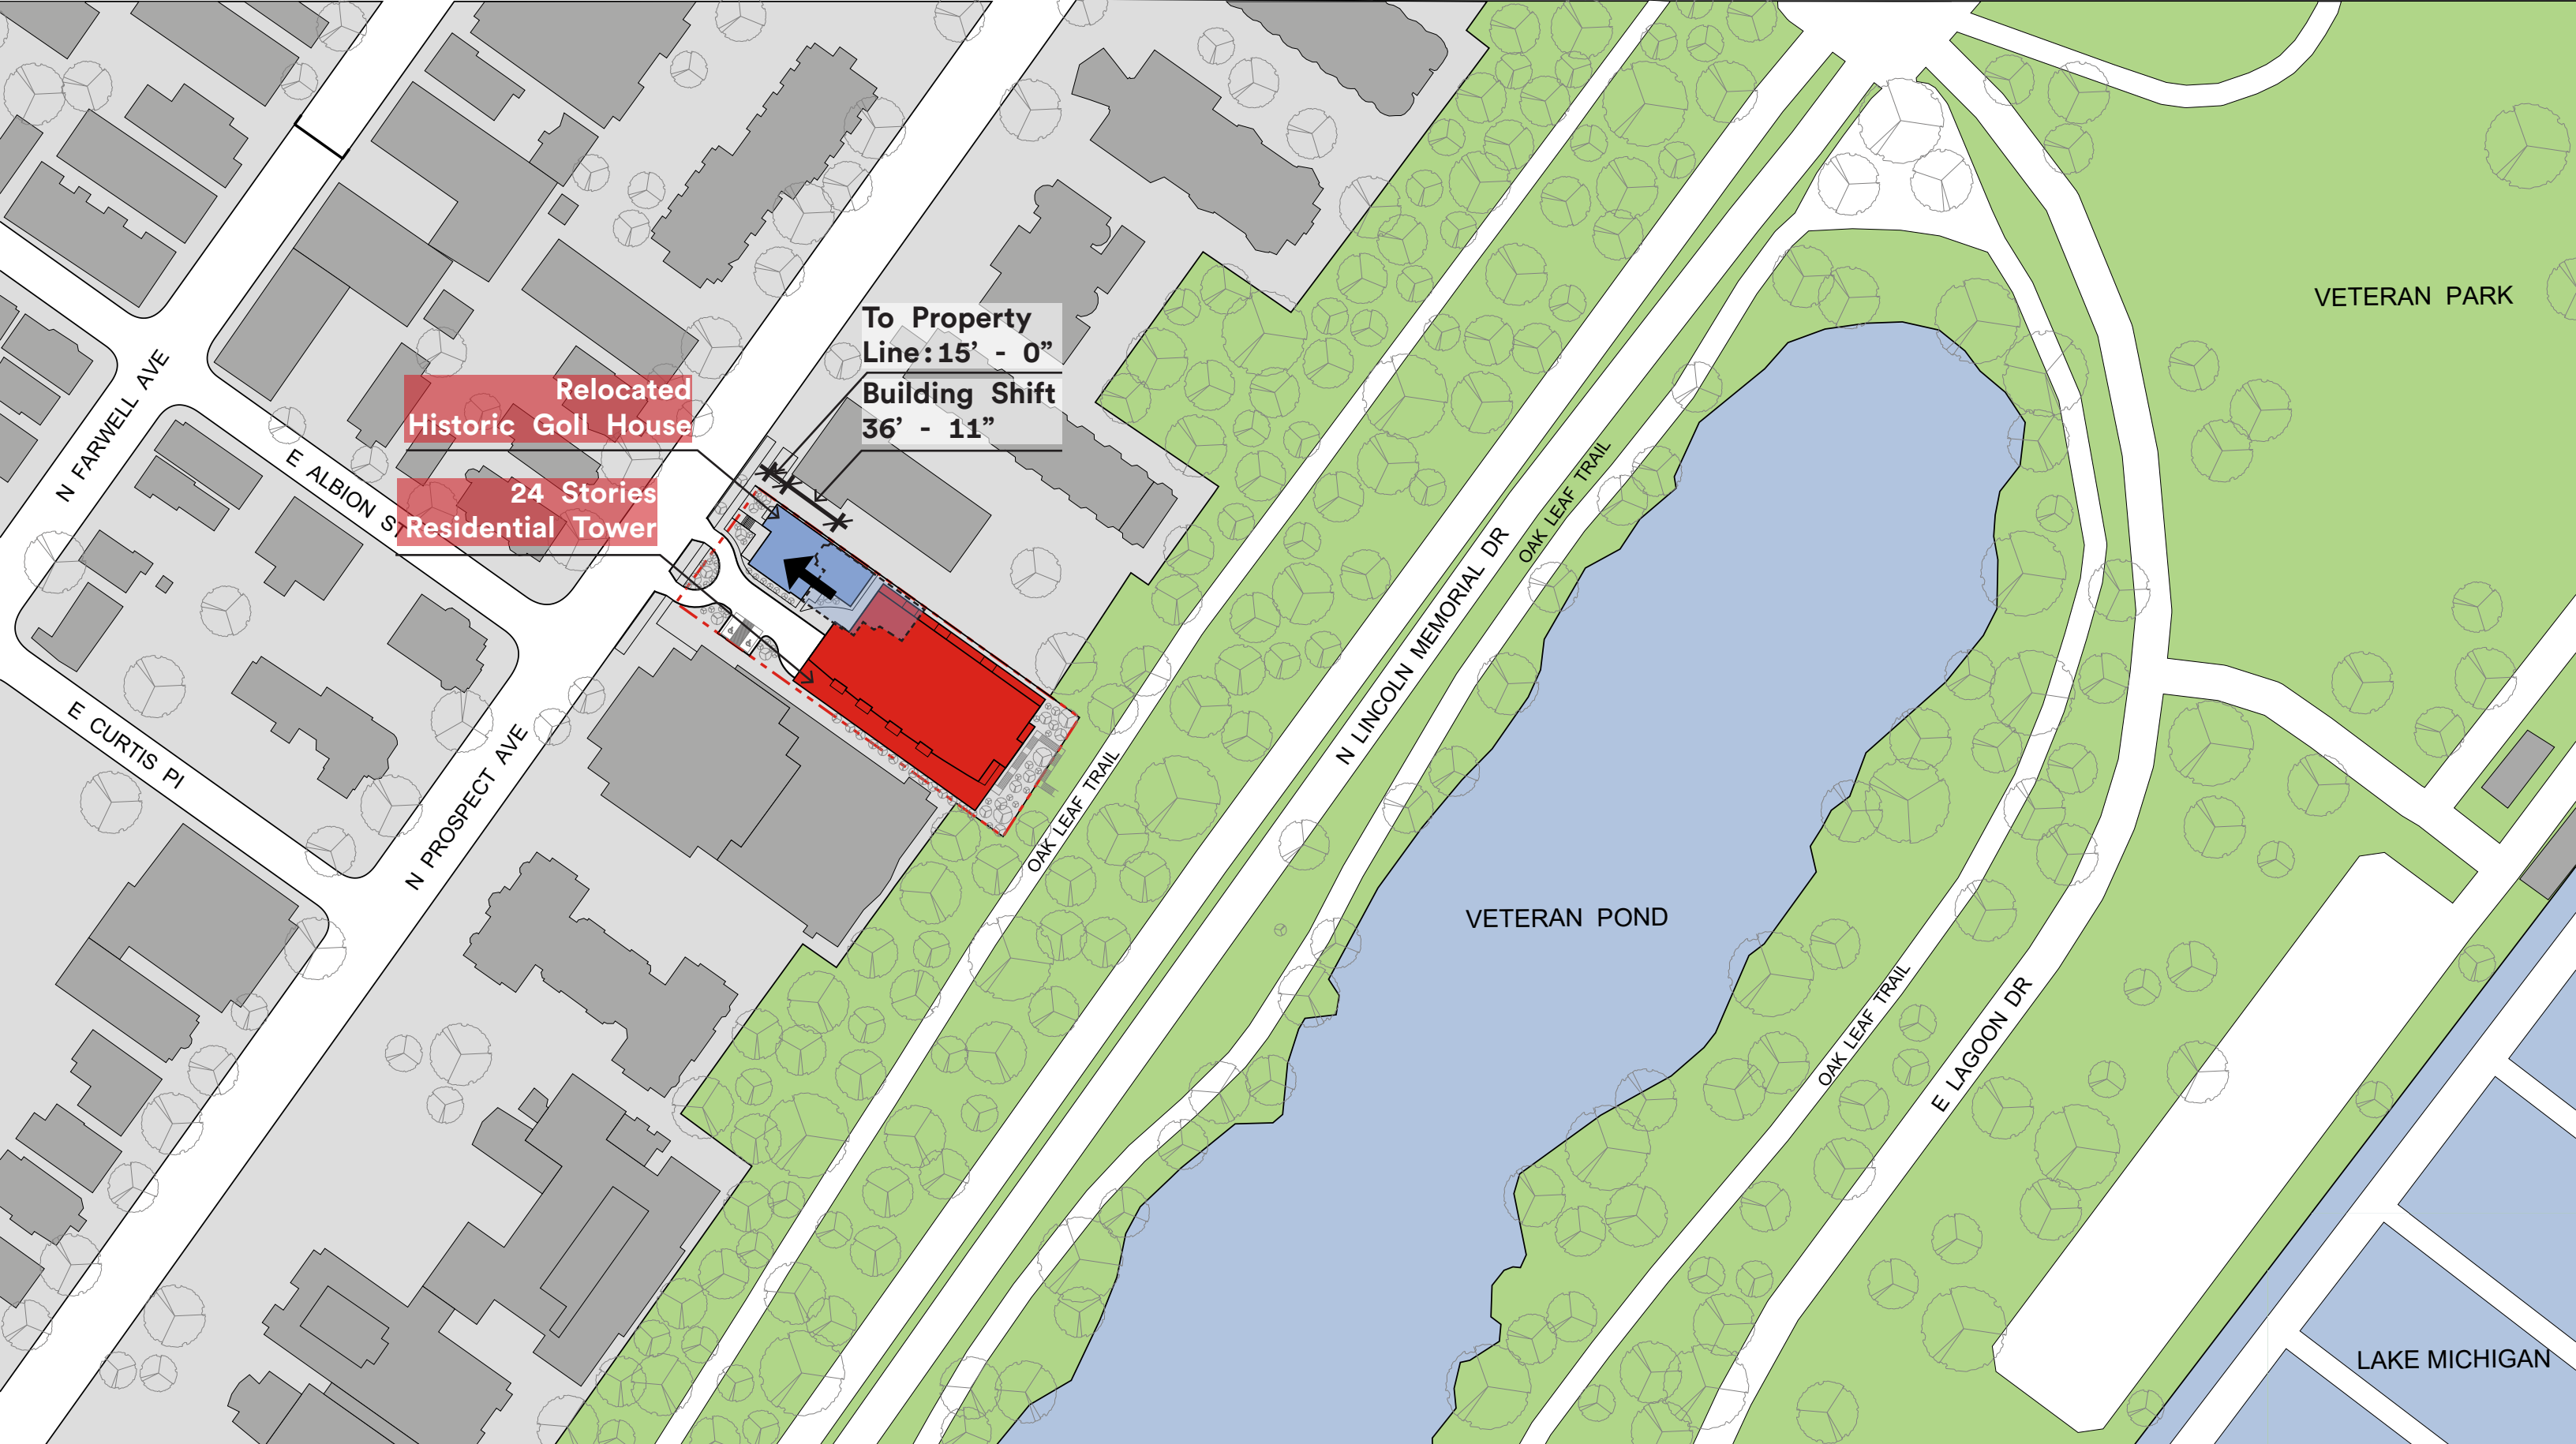 To Property
Line: 15' - 0"
Building Shift
36' - 11"
Relocated
Historic Goll House
24 Stories
Residential Tower
VETERAN PARK
N FARWELL AVE
E ALBION ST
E CURTIS Pl
N PROSPECT AVE
OAK LEAF TRAIL
N LINCOLN MEMORIAL DR
OAK LEAF TRAIL
VETERAN POND
OAK LEAF TRAIL
E LAGOON DR
LAKE MICHIGAN